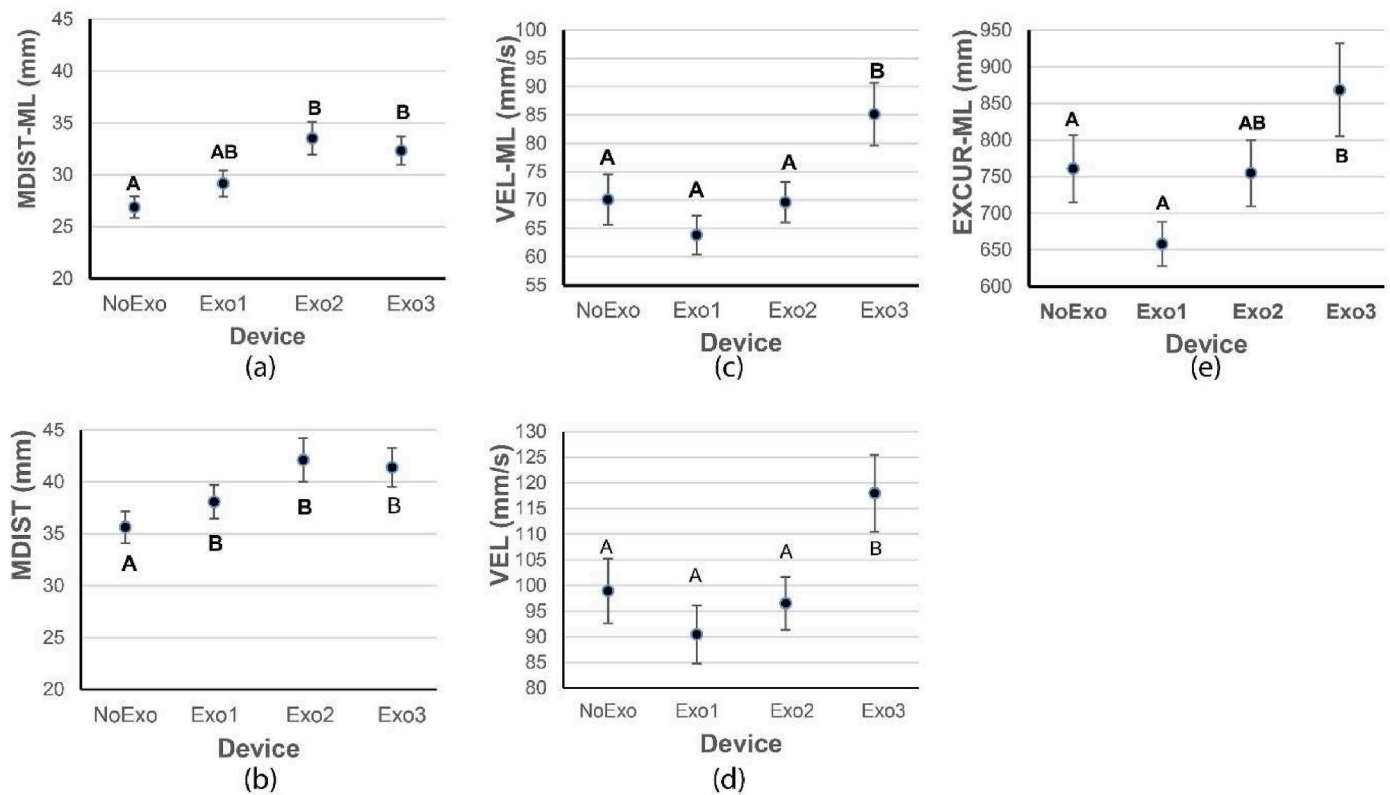 MDIST-ML (mm)
45
40
35
30
25
20
A
AB
B
B
NoExo Exo1 Exo2 Exo3
Device
(a)
VEL-ML (mm/s)
100
95
90
85
80
75
70
65
60
55
A
A
A
B
NoExo Exo1 Exo2 Exo3
Device
(c)
EXCUR-ML (mm)
950
900
850
800
750
700
650
600
A
A
AB
B
NoExo Exo1 Exo2 Exo3
Device
(e)
MDIST (mm)
45
40
35
30
25
20
A
B
B
B
NoExo Exo1 Exo2 Exo3
Device
(b)
VEL (mm/s)
130
125
120
115
110
105
100
95
90
85
80
A
A
A
B
NoExo Exo1 Exo2 Exo3
Device
(d)